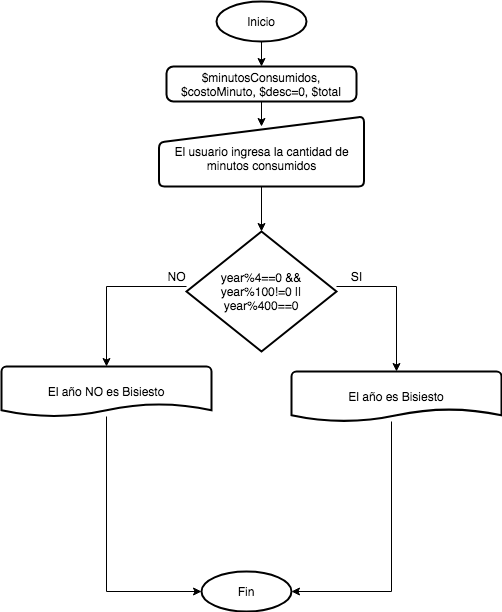 Inicio
$minutosConsumidos,
$costoMinuto, $desc=0, $total
El usuario ingresa la cantidad de
minutos consumidos
NO
SI
year%4==0 &&
year%100!=0 ||
year%400==0
El año NO es Bisiesto
El año es Bisiesto
Fin